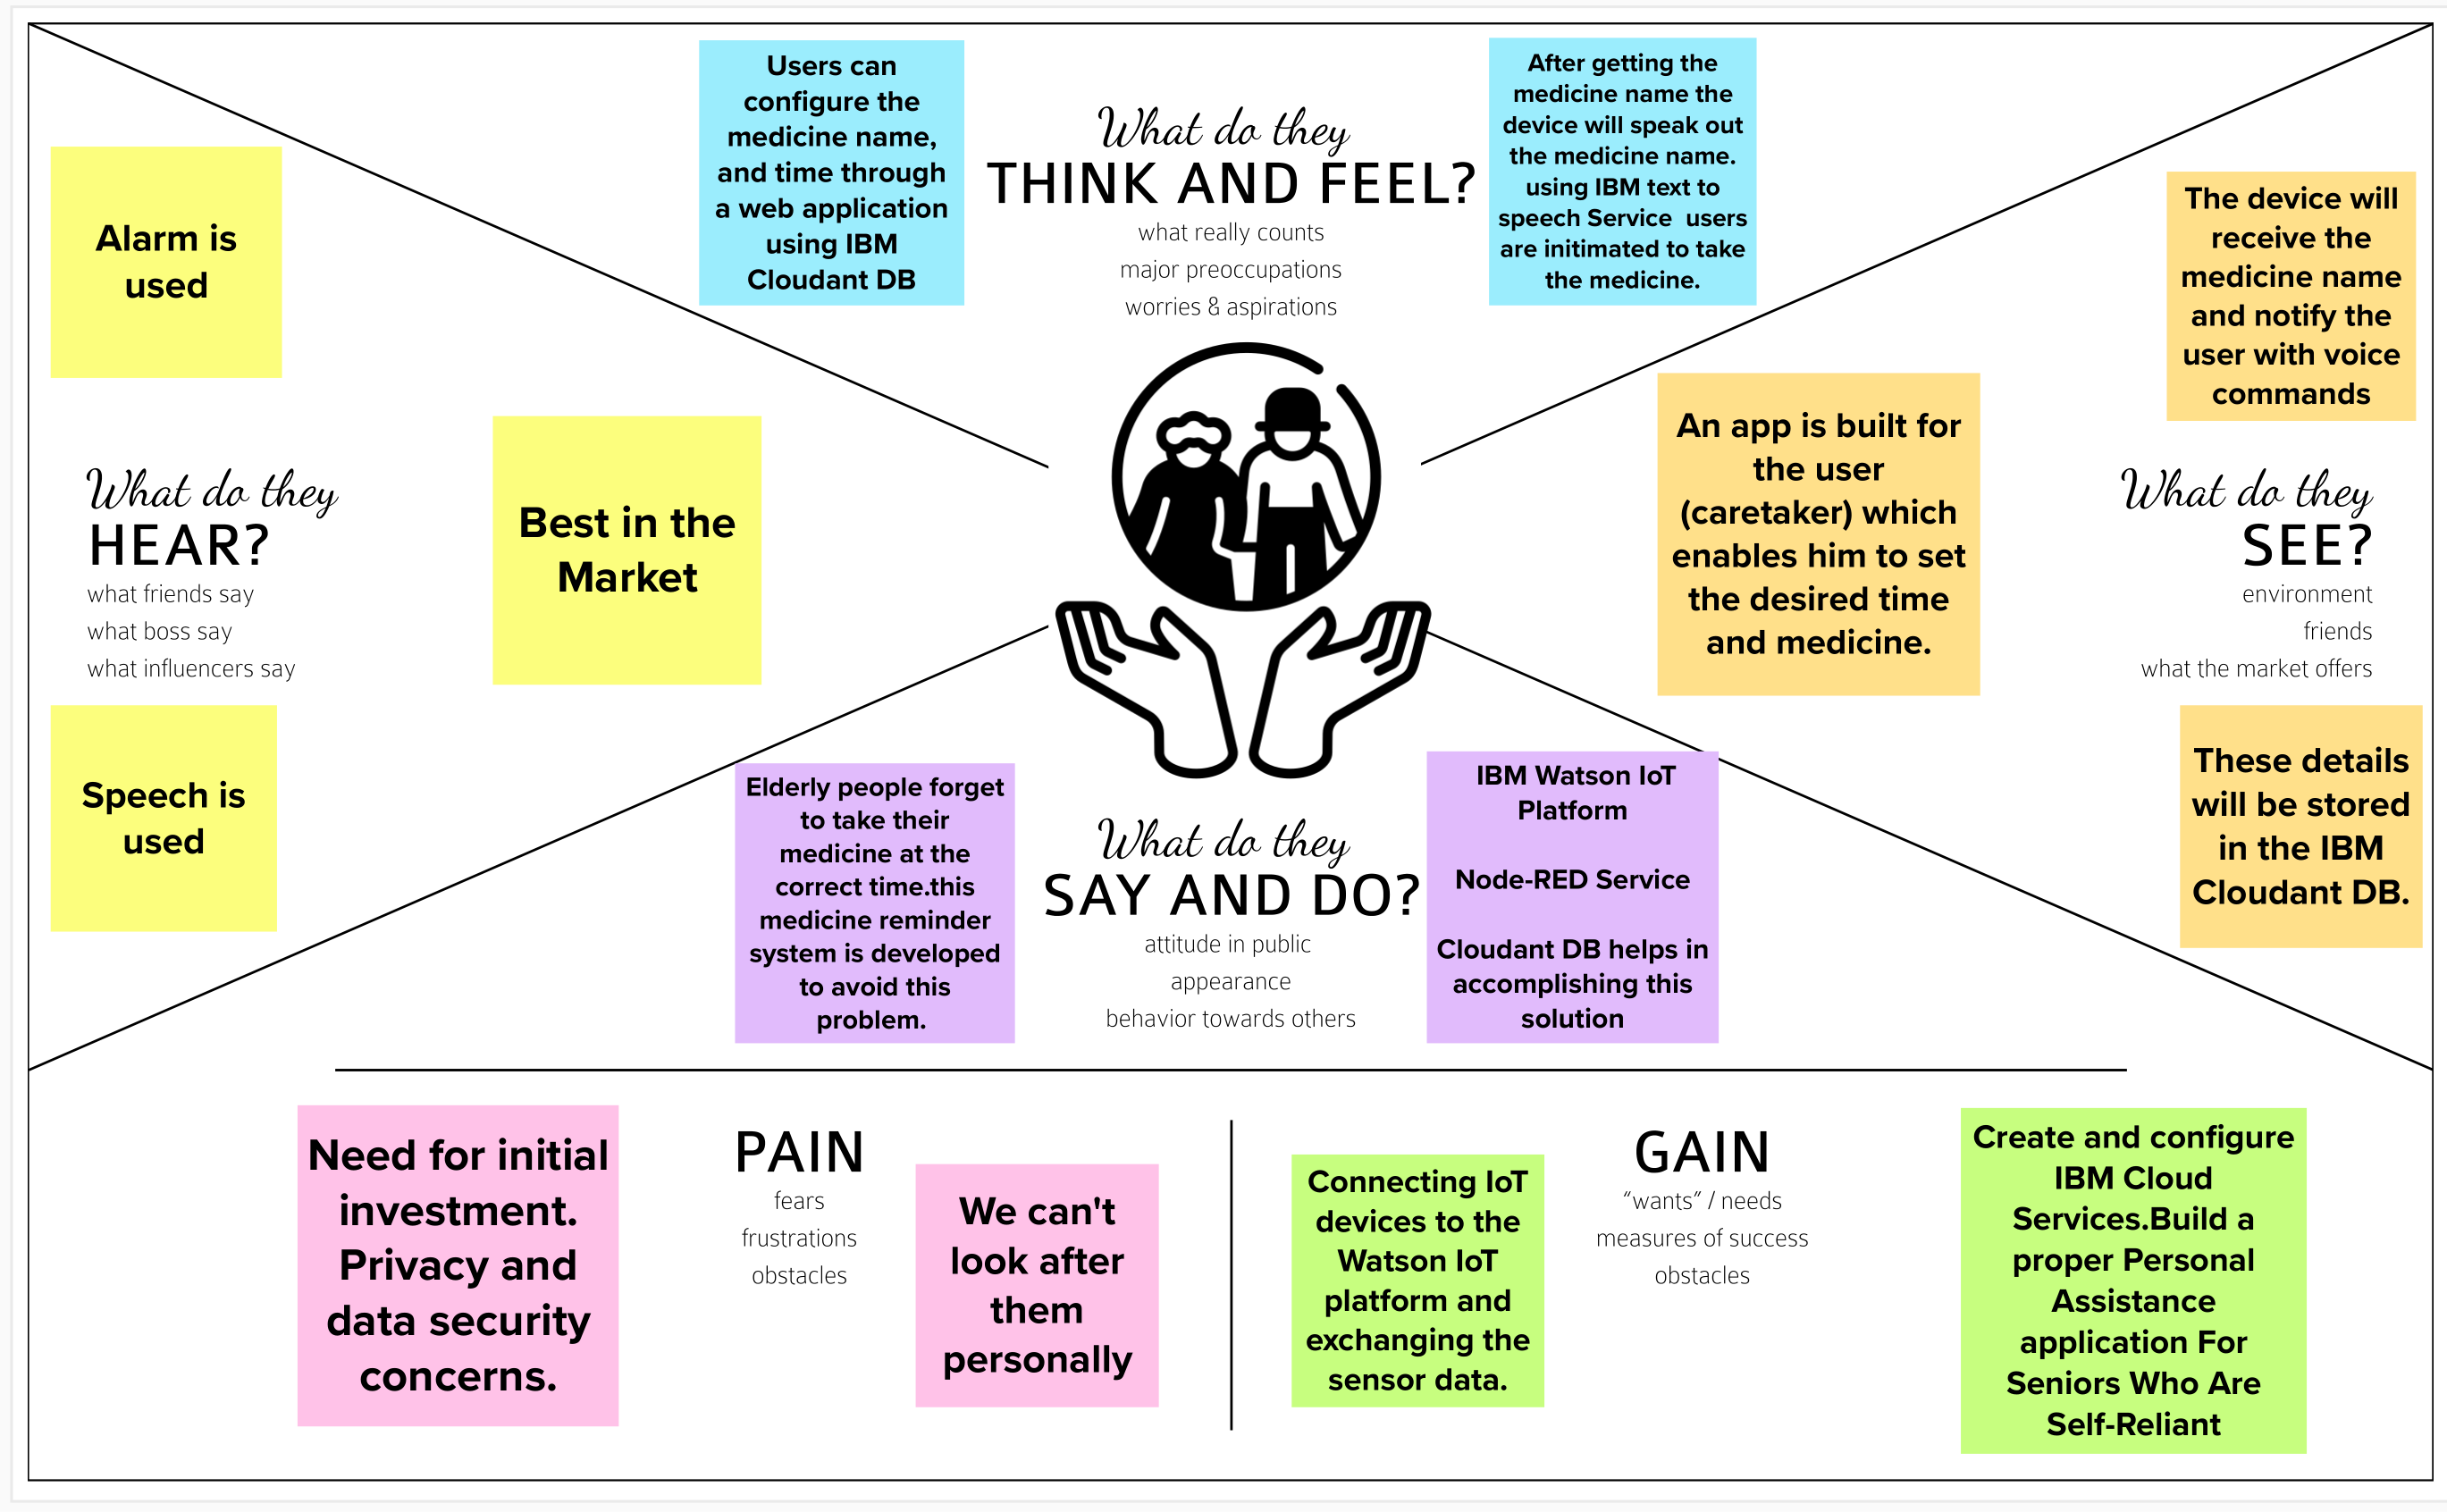 Users can
configure the
medicine name,
and time through
a web application
using IBM
Cloudant DB
What do they
THINK AND FEEL?
what really counts
major preoccupations
worries & aspirations
After getting the
medicine name the
device will speak out
the medicine name.
using IBM text to
speech Service users
are initimated to take
the medicine.
Alarm is
used
Best in the
Market
What do they
HEAR?
what friends say
what boss say
what influencers say
Speech is
used
The device will
receive the
medicine name
and notify the
user with voice
commands
An app is built for
the user
(caretaker) which
enables him to set
the desired time
and medicine.
What do they
SEE?
environment
friends
what the market offers
These details
will be stored
in the IBM
Cloudant DB.
Elderly people forget
to take their
medicine at the
correct time.this
medicine reminder
system is developed
to avoid this
problem.
What do they
SAY AND DO?
attitude in public
appearance
behavior towards others
IBM Watson IoT
Platform
Node-RED Service
Cloudant DB helps in
accomplishing this
solution
Need for initial
investment.
Privacy and
data security
concerns.
PAIN
fears
frustrations
obstacles
We can't
look after
them
personally
Connecting IoT
devices to the
Watson IoT
platform and
exchanging the
sensor data.
GAIN
“wants” / needs
measures of success
obstacles
Create and configure
IBM Cloud
Services.Build a
proper Personal
Assistance
application For
Seniors Who Are
Self-Reliant